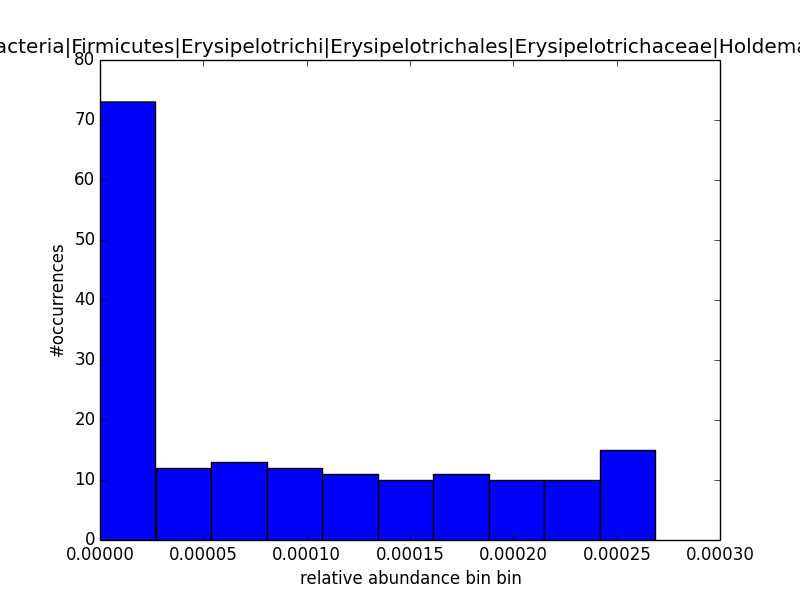 acteria|Firmicutes|Erysipelotrichi|Erysipelotrichales|Erysipelotrichaceae|Holdema
80
70
60
50
40
30
20
10
0
#occurrences
0.00000 0.00005 0.00010 0.00015 0.00020 0.00025 0.00030
relative abundance bin bin